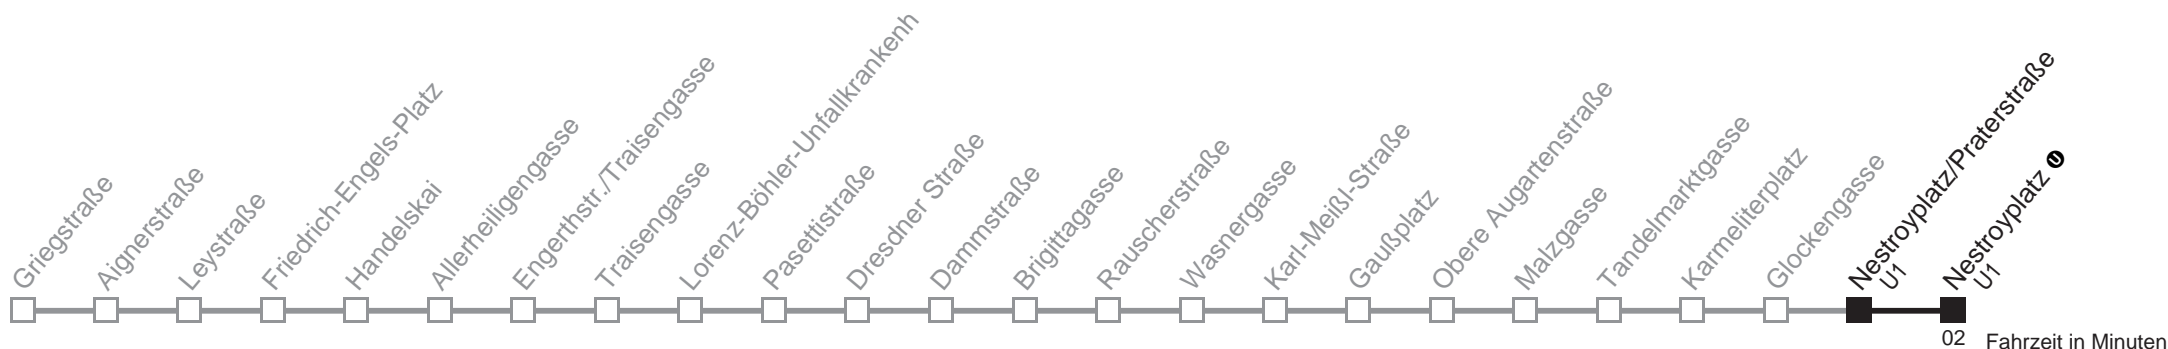 Griegstraße
Aignerstraße
Leystraße
Friedrich-Engels-Platz
Handelskai
Allerheiligengasse
Engerthstr./Traisengasse
Traisengasse
Lorenz-Böhler-Unfallkrankenh
Pasettistraße
Dresdner Straße
Dammstraße
Brigittagasse
Rauscherstraße
Wasnergasse
Karl-Meißl-Straße
Gaußplatz
Obere Augartenstraße
Malzgasse
Tandelmarktgasse
Karmeliterplatz
Glockengasse
Nestroyplatz/Praterstraße
U1
Nestroyplatz U
U1
02 Fahrzeit in Minuten